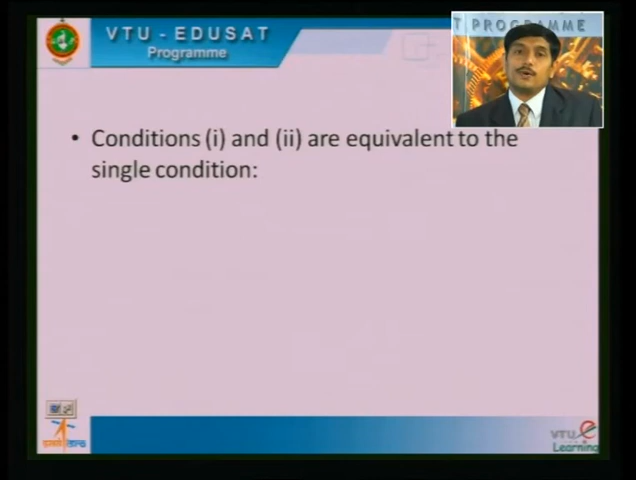 VTU - EDUSAT
Programme
T PROGRAMME
• Conditions (i) and (ii) are equivalent to the
single condition:
VTU e
Learning